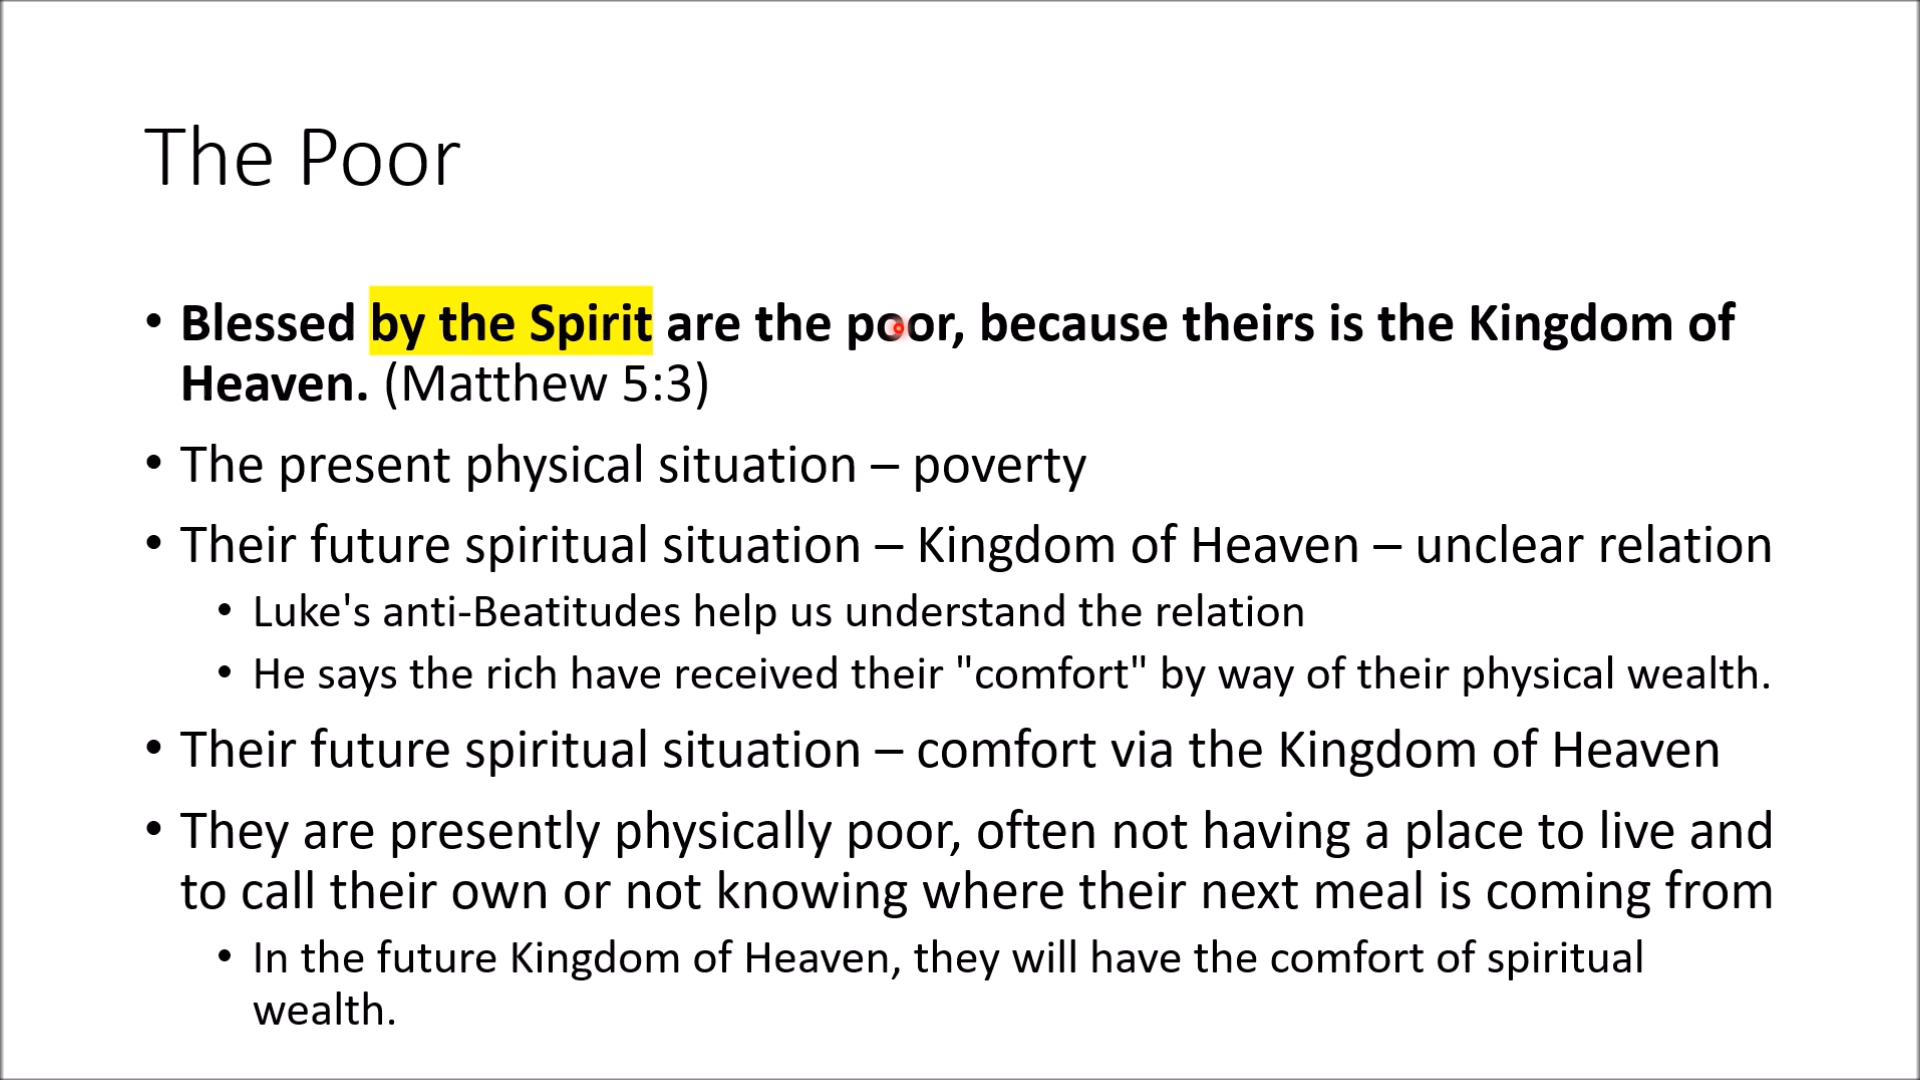 The Poor
• Blessed by the Spirit are the poor, because theirs is the Kingdom of
Heaven. (Matthew 5:3)
• The present physical situation – poverty
• Their future spiritual situation – Kingdom of Heaven – unclear relation
• Luke's anti-Beatitudes help us understand the relation
• He says the rich have received their "comfort" by way of their physical wealth.
• Their future spiritual situation – comfort via the Kingdom of Heaven
• They are presently physically poor, often not having a place to live and
to call their own or not knowing where their next meal is coming from
• In the future Kingdom of Heaven, they will have the comfort of spiritual
wealth.